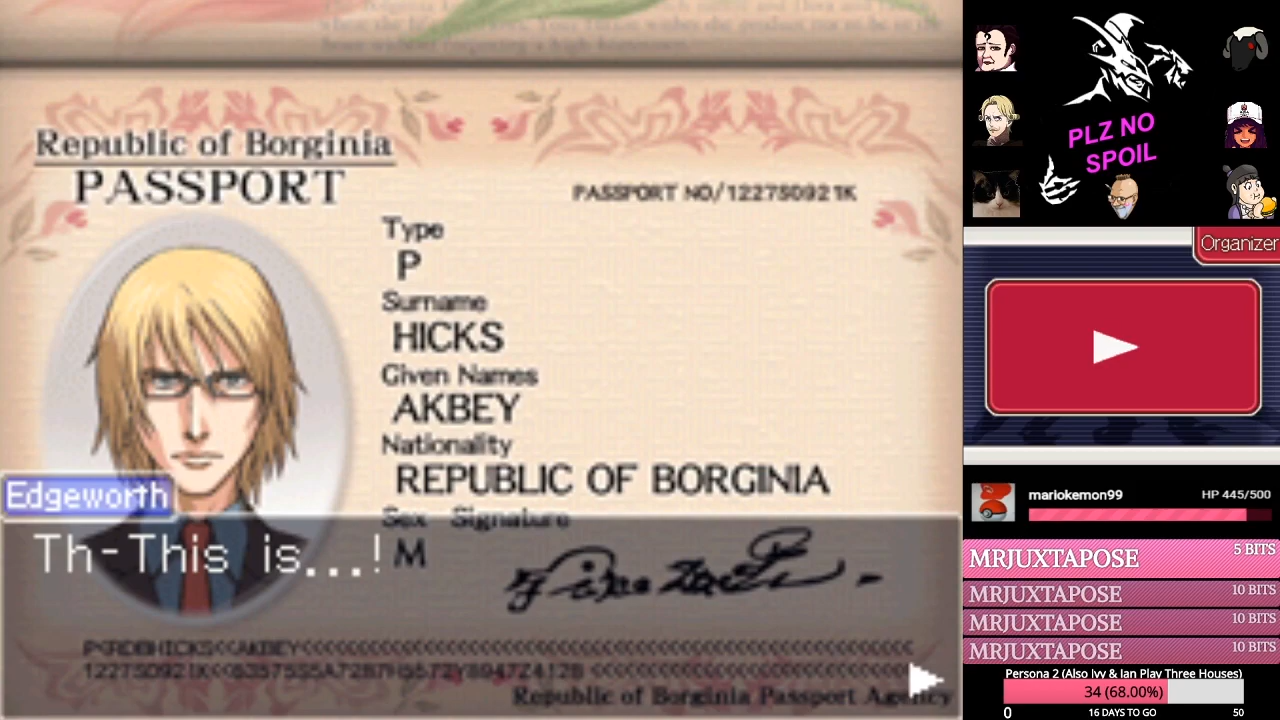 Republic of Borginia
PASSPORT
PASSPORT NO/1227S0921K
Type
P
Surname
HICKS
Given Names
AKBEY
Nationality
REPUBLIC OF BORGINIA
Sex Signature
M
Edgeworth
Th-This is...!
Republic of Borginia Passport Agency
PLZ NO
SPOIL
Organizer
mariokemon99
HP 445/500
MRJUXTAPOSE
5 BITS
MRJUXTAPOSE
10 BITS
MRJUXTAPOSE
10 BITS
MRJUXTAPOSE
10 BITS
Persona 2 (Also Ivy & Ian Play Three Houses)
34 (68.00%)
0
16 DAYS TO GO
50